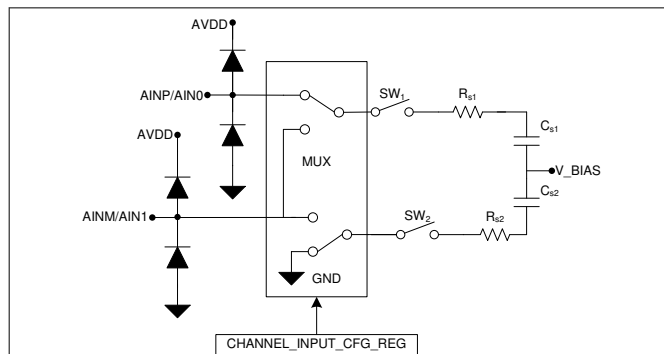 AVDD
AINP/AIN0
SW1
Rs1
Cs1
AVDD
MUX
V_BIAS
Cs2
AINM/AIN1
SW2
Rs2
GND
CHANNEL_INPUT_CFG_REG